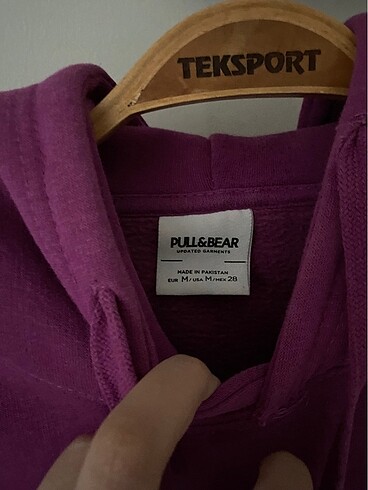 TEKSPORT
PULL&BEAR
UPDATED GARMENTS
MADE IN PAKISTAN
EUR M/USA M/MEX 28